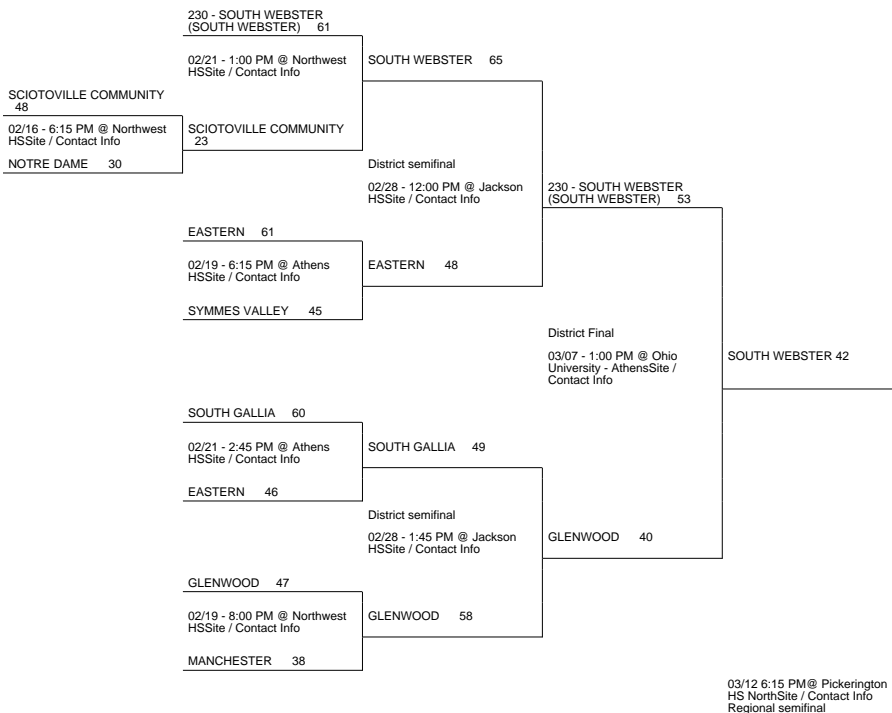 230 - SOUTH WEBSTER
(SOUTH WEBSTER) 61
02/21 - 1:00 PM @ Northwest
HSSite / Contact Info
SOUTH WEBSTER 65
SCIOTOVILLE COMMUNITY
48
02/16 - 6:15 PM @ Northwest
HSSite / Contact Info
SCIOTOVILLE COMMUNITY
23
NOTRE DAME 30
District semifinal
02/28 - 12:00 PM @ Jackson
HSSite / Contact Info
230 - SOUTH WEBSTER
(SOUTH WEBSTER) 53
EASTERN 61
02/19 - 6:15 PM @ Athens
HSSite / Contact Info
EASTERN 48
SYMMES VALLEY 45
District Final
03/07 - 1:00 PM @ Ohio
University - AthensSite /
Contact Info
SOUTH WEBSTER 42
SOUTH GALLIA 60
02/21 - 2:45 PM @ Athens
HSSite / Contact Info
SOUTH GALLIA 49
EASTERN 46
District semifinal
02/28 - 1:45 PM @ Jackson
HSSite / Contact Info
GLENWOOD 40
GLENWOOD 47
02/19 - 8:00 PM @ Northwest
HSSite / Contact Info
GLENWOOD 58
MANCHESTER 38
03/12 6:15 PM@ Pickerington
HS NorthSite / Contact Info
Regional semifinal